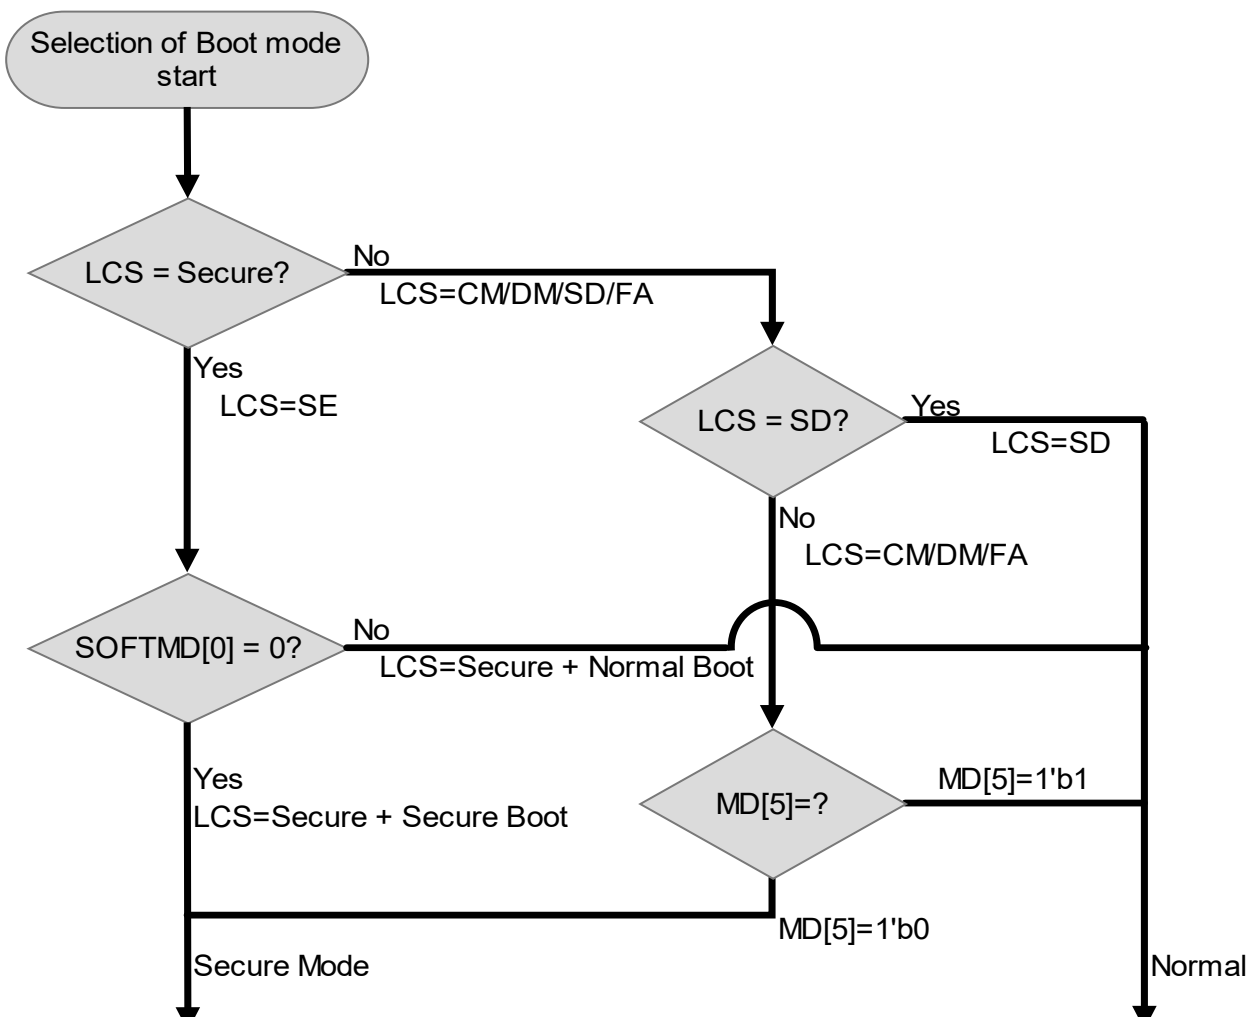 Selection of Boot mode
start
LCS = Secure?
No
LCS=CM/DM/SD/FA
Yes
LCS=SE
LCS = SD?
Yes
LCS=SD
No
LCS=CM/DM/FA
SOFTMD[0] = 0?
No
LCS=Secure + Normal Boot
Yes
LCS=Secure + Secure Boot
MD[5]=?
MD[5]=1'b1
MD[5]=1'b0
Secure Mode
Normal